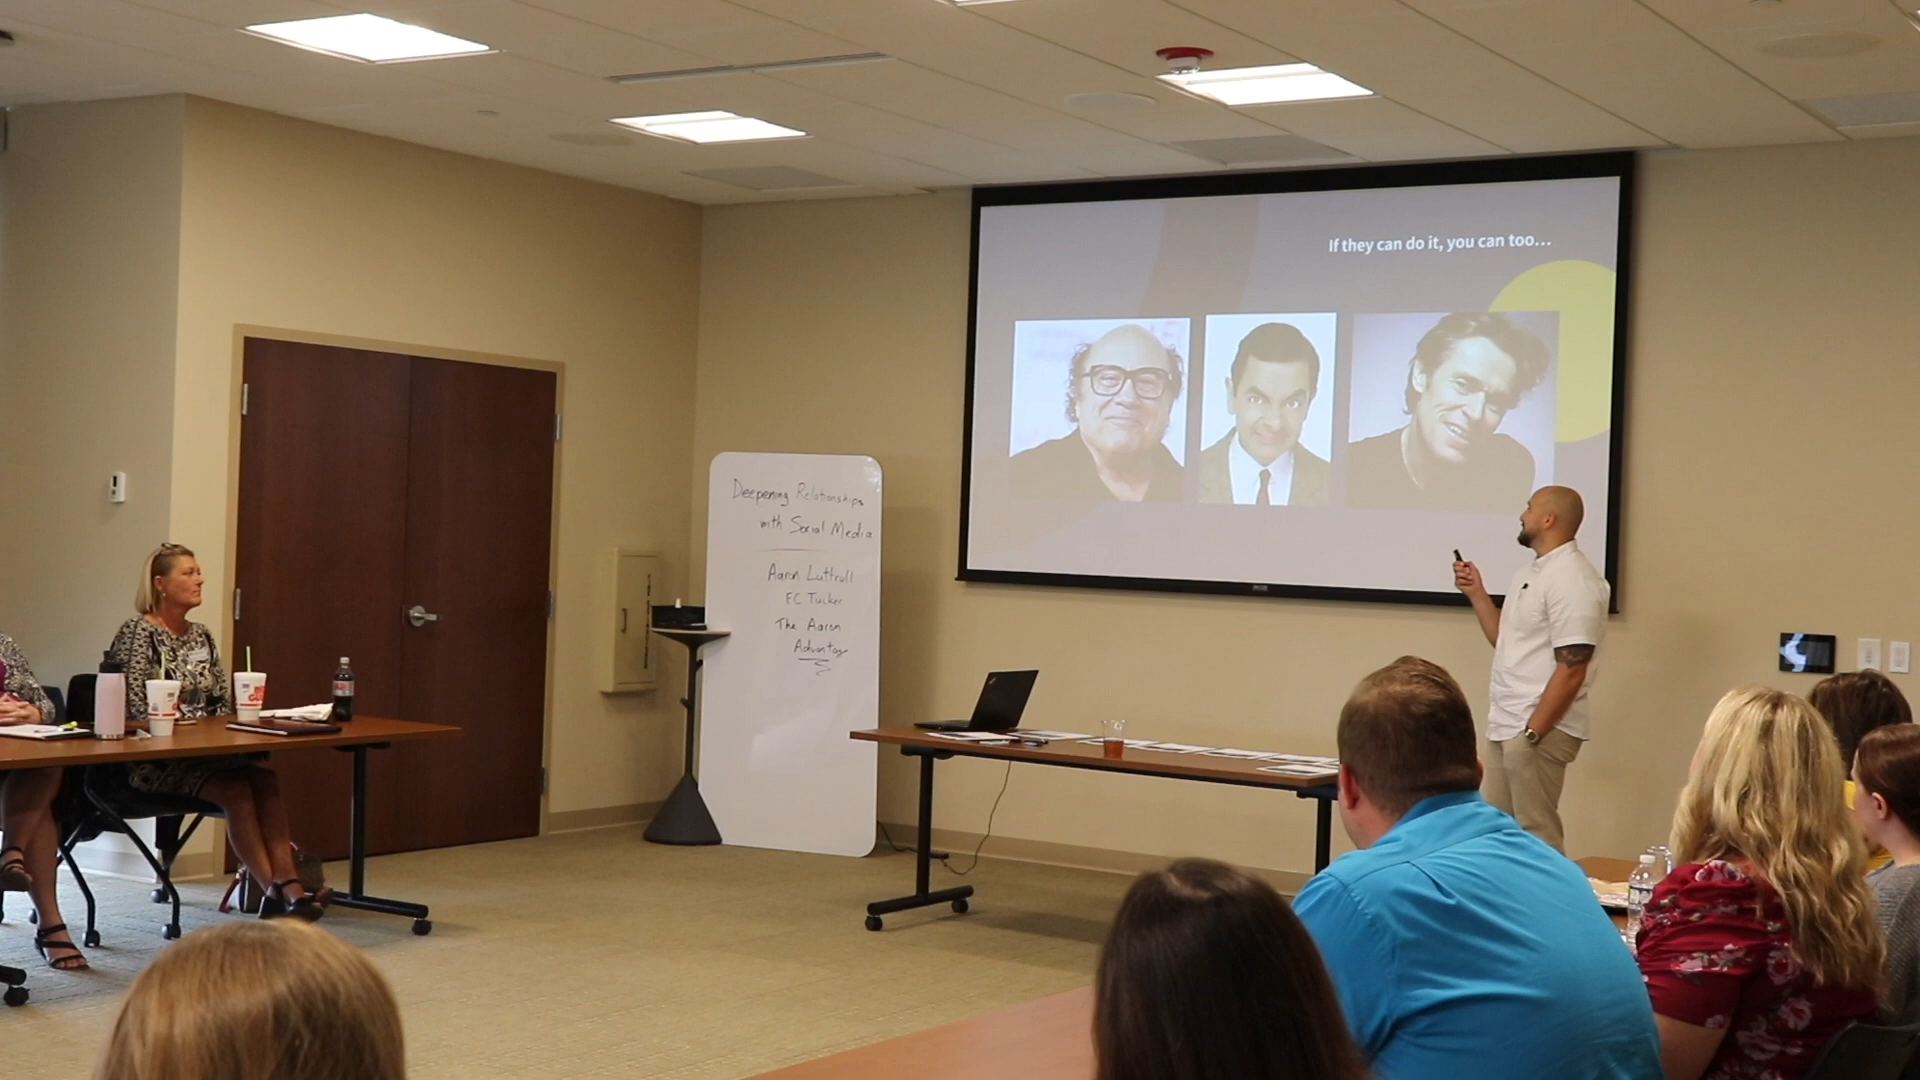 If they can do it, you can too...
Deepening Relationships
with Social Media
Aaron Luttrull
FC Tucker
The Aaron
Advantage